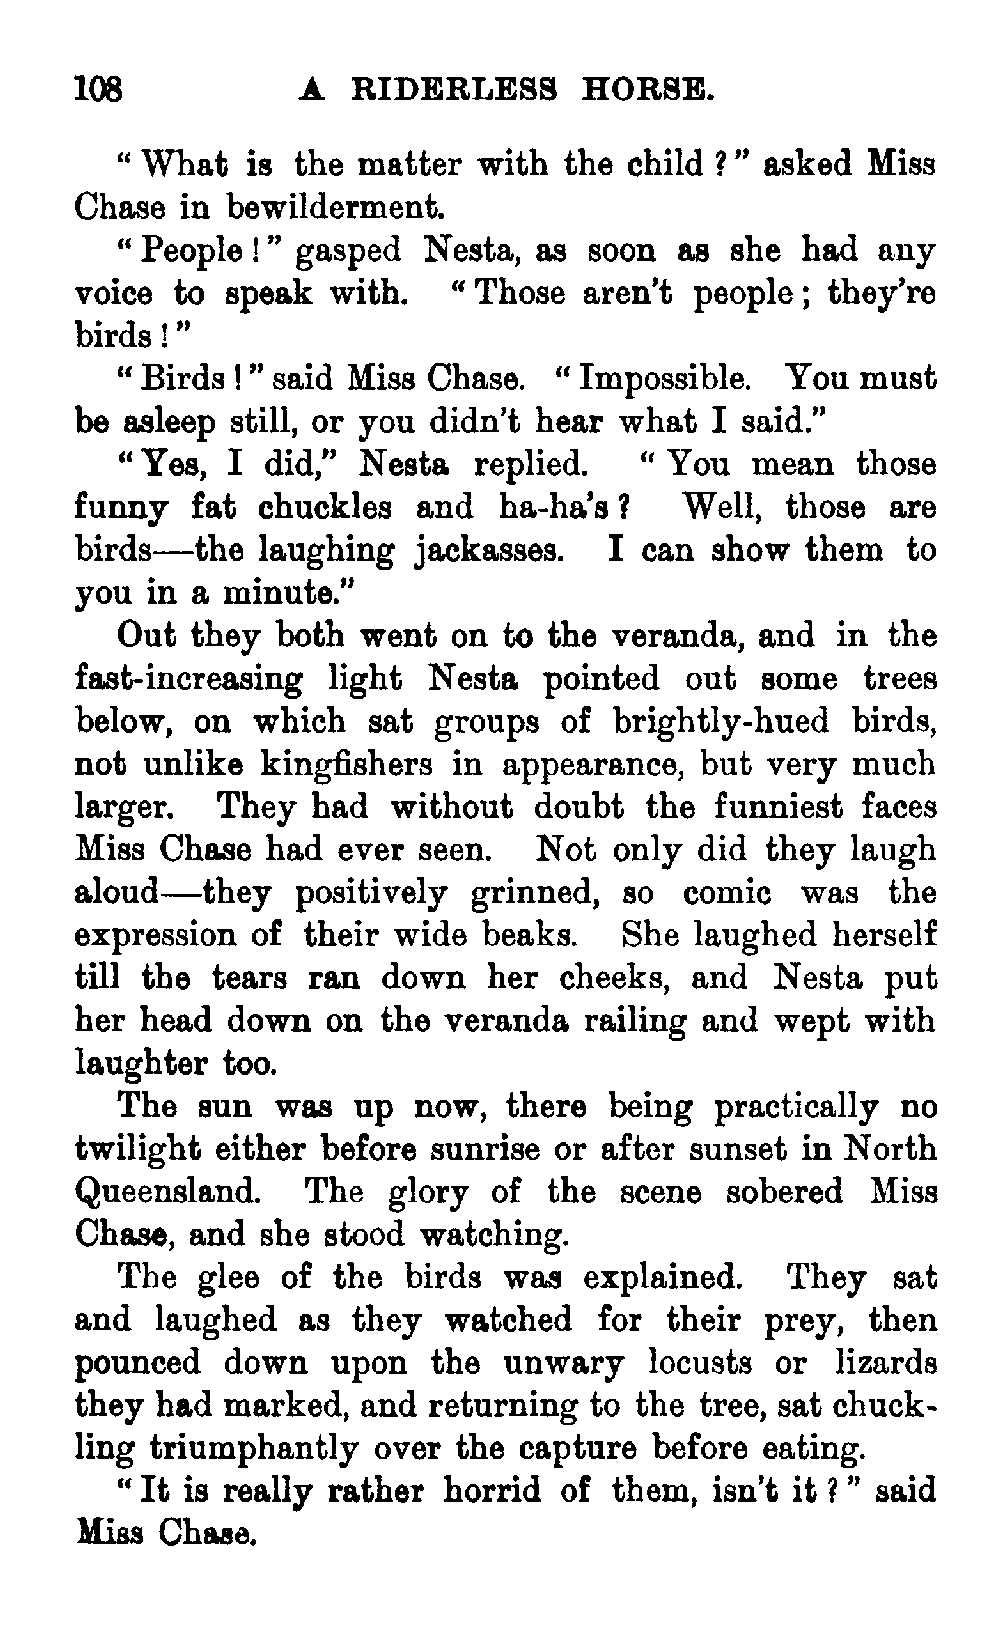 108 A RIDERLESS HORSE.
“ What is the matter with the child ? ” asked Miss
Chase in bewilderment.
“ People ! ” gasped Nesta, as soon as she had any
voice to speak with. “ Those aren’t people ; they’re
birds ! ”
“ Birds ! ” said Miss Chase. “ Impossible. You must
be asleep still, or you didn’t hear what I said.”
“ Yes, I did,” Nesta replied. “ You mean those
funny fat chuckles and ha-ha’s ? Well, those are
birds—the laughing jackasses. I can show them to
you in a minute.”
Out they both went on to the veranda, and in the
fast-increasing light Nesta pointed out some trees
below, on which sat groups of brightly-hued birds,
not unlike kingfishers in appearance, but very much
larger. They had without doubt the funniest faces
Miss Chase had ever seen. Not only did they laugh
aloud—they positively grinned, so comic was the
expression of their wide beaks. She laughed herself
till the tears ran down her cheeks, and Nesta put
her head down on the veranda railing and wept with
laughter too.
The sun was up now, there being practically no
twilight either before sunrise or after sunset in North
Queensland. The glory of the scene sobered Miss
Chase, and she stood watching.
The glee of the birds was explained. They sat
and laughed as they watched for their prey, then
pounced down upon the unwary locusts or lizards
they had marked, and returning to the tree, sat chuck-
ling triumphantly over the capture before eating.
“ It is really rather horrid of them, isn’t it ? ” said
Miss Chase.